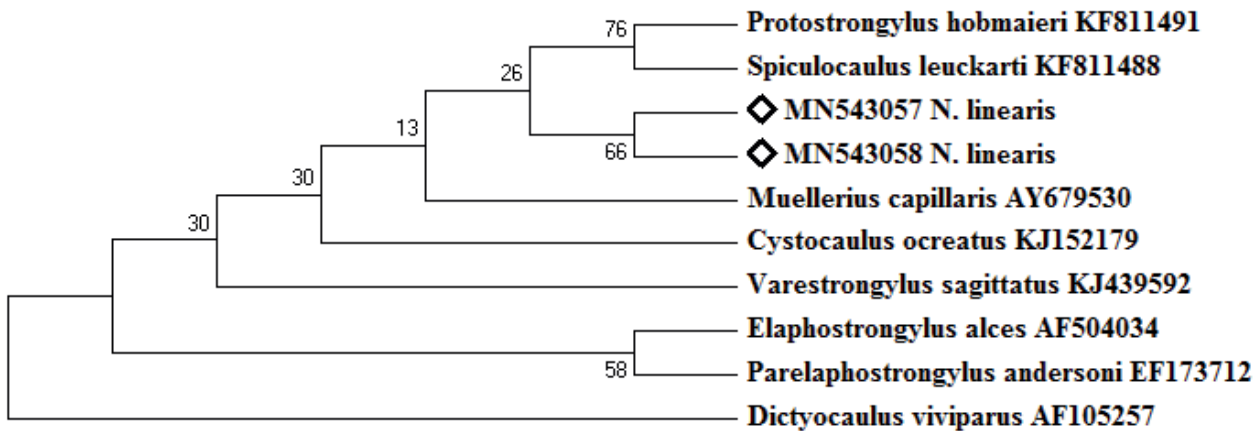 76
Protostrongylus hobmaieri KF811491
Spiculocaulus leuckarti KF811488
26
MN543057 N. linearis
13
66
MN543058 N. linearis
30
Muellerius capillaris AY679530
30
Cystocaulus ocreatus KJ152179
Varestrongylus sagittatus KJ439592
Elaphostrongylus alces AF504034
58
Parelaphostrongylus andersoni EF173712
Dictyocaulus viviparus AF105257